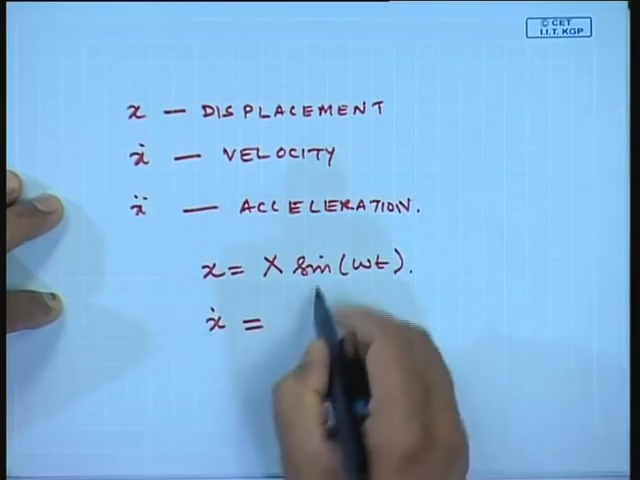 © CET
I.I.T. KGP
x — DISPLACEMENT
ẋ — VELOCITY
ẍ — ACCELERATION.
x = X sin(ωt).
ẋ =